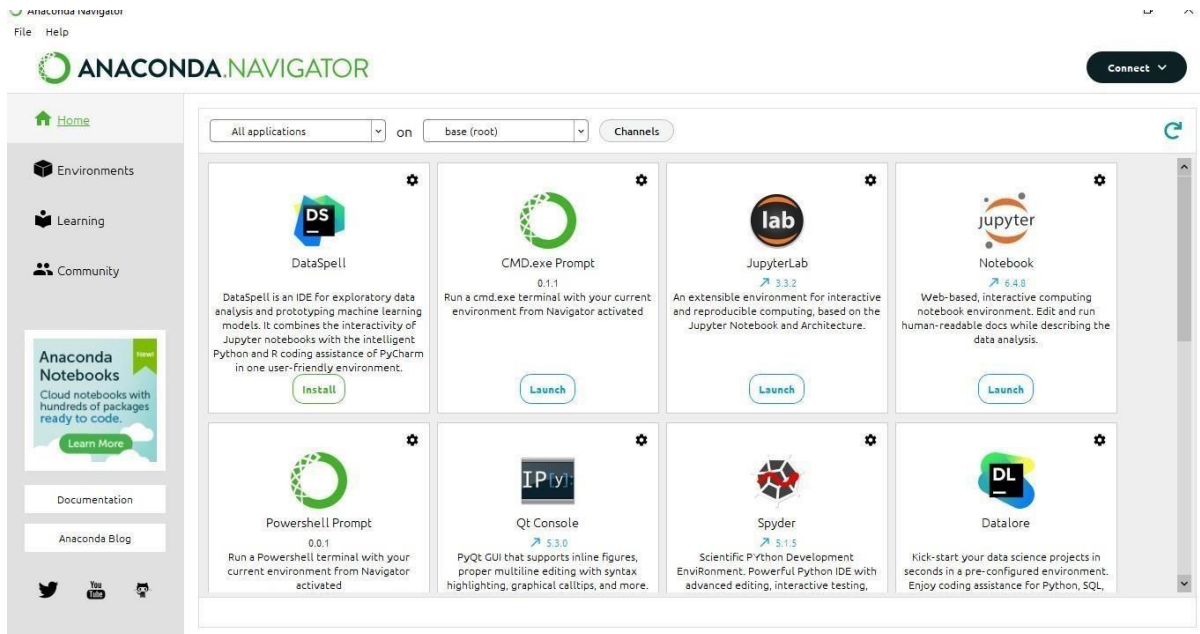 Anaconda Navigator
File Help
ANACONDA.NAVIGATOR
Connect
Home
Environments
Learning
Community
Anaconda Notebooks
New!
Cloud notebooks with
hundreds of packages
ready to code.
Learn More
Documentation
Anaconda Blog
You
Tube
All applications on base (root) Channels
DS
DataSpell
DataSpell is an IDE for exploratory data
analysis and prototyping machine learning
models. It combines the interactivity of
Jupyter notebooks with the intelligent
Python and R coding assistance of PyCharm
in one user-friendly environment.
Install
CMD.exe Prompt
0.1.1
Run a cmd.exe terminal with your current
environment from Navigator activated
Launch
lab
JupyterLab
3.3.2
An extensible environment for interactive
and reproducible computing, based on the
Jupyter Notebook and Architecture.
Launch
jupyter
Notebook
6.4.8
Web-based, interactive computing
notebook environment. Edit and run
human-readable docs while describing the
data analysis.
Launch
Powershell Prompt
0.0.1
Run a Powershell terminal with your
current environment from Navigator
activated
IP[y]:
Qt Console
5.3.0
PyQt GUI that supports inline figures,
proper multiline editing with syntax
highlighting, graphical calltips, and more.
Spyder
5.1.5
Scientific PYthon Development
EnviRonment. Powerful Python IDE with
advanced editing, interactive testing,
DL
Datalore
Kick-start your data science projects in
seconds in a pre-configured environment.
Enjoy coding assistance for Python, SQL,